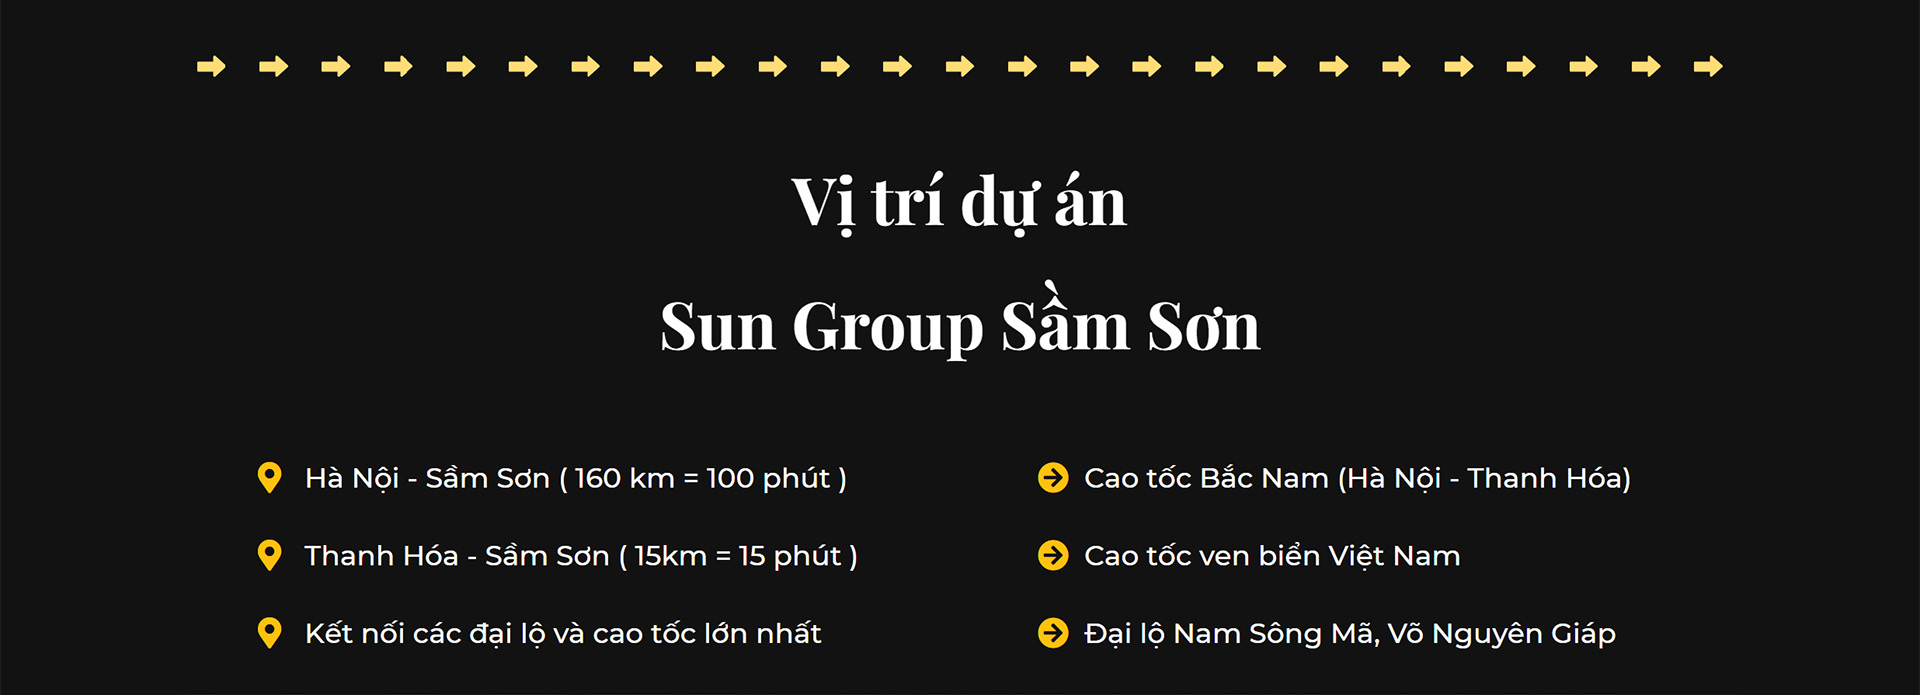 Vị trí dự án
Sun Group Sầm Sơn
Hà Nội - Sầm Sơn ( 160 km = 100 phút )
Thanh Hóa - Sầm Sơn ( 15km = 15 phút )
Kết nối các đại lộ và cao tốc lớn nhất
Cao tốc Bắc Nam (Hà Nội - Thanh Hóa)
Cao tốc ven biển Việt Nam
Đại lộ Nam Sông Mã, Võ Nguyên Giáp